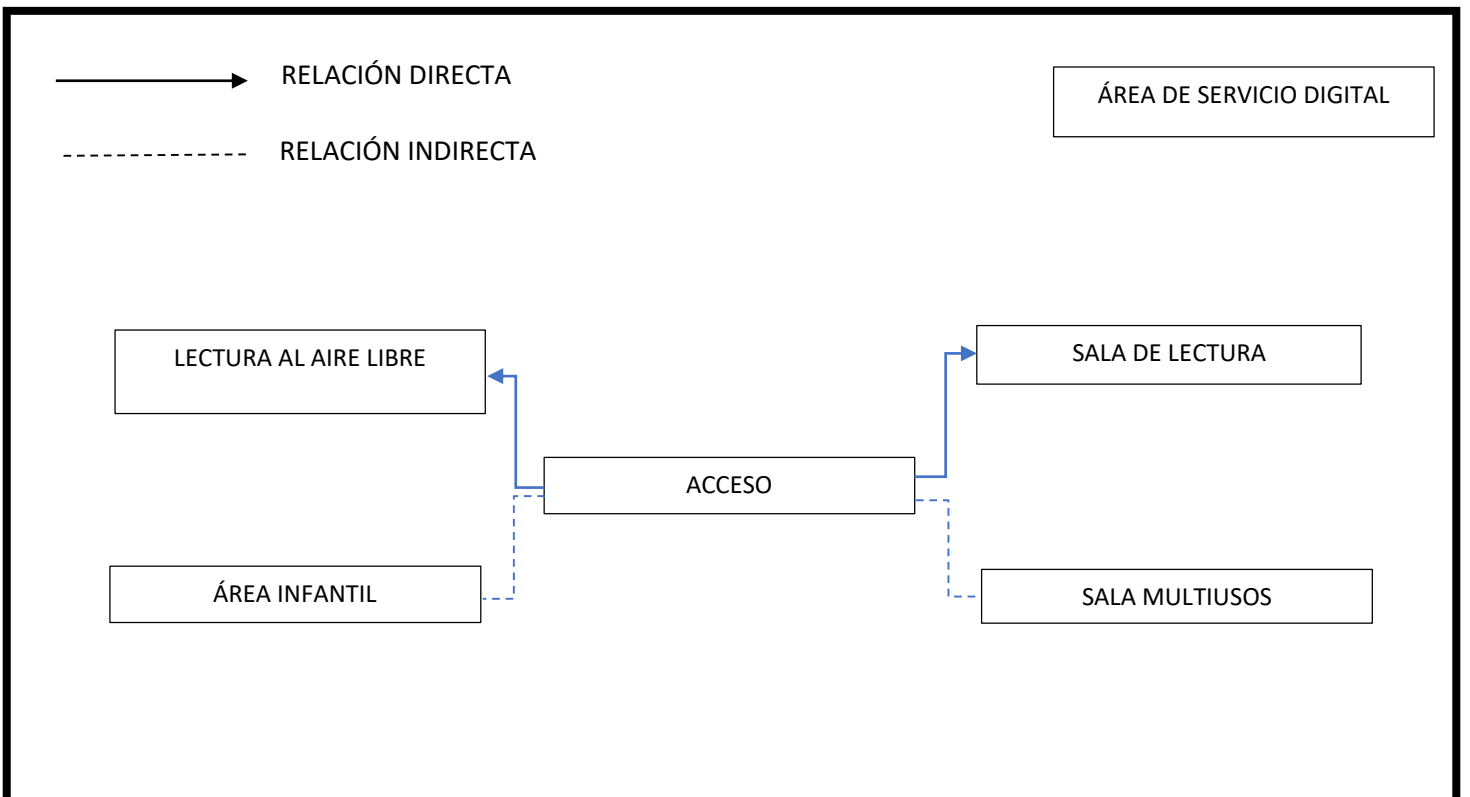 RELACIÓN DIRECTA
ÁREA DE SERVICIO DIGITAL
RELACIÓN INDIRECTA
LECTURA AL AIRE LIBRE
SALA DE LECTURA
ACCESO
ÁREA INFANTIL
SALA MULTIUSOS